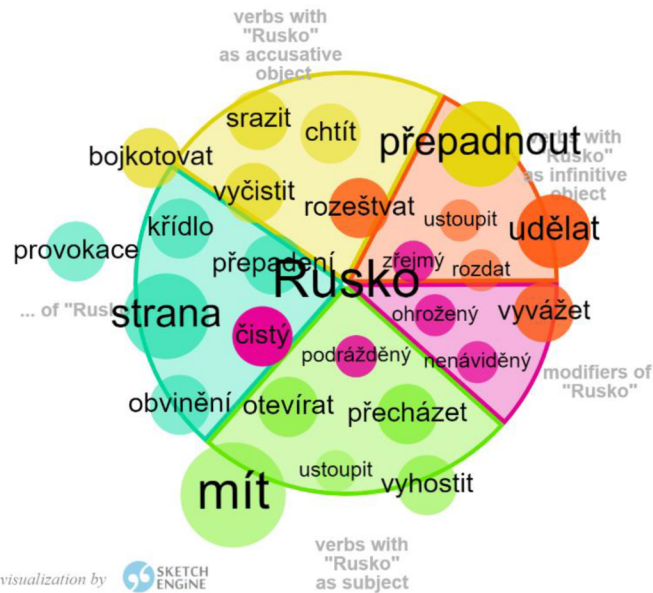 verbs with
"Rusko"
as accusative
object
srazit
chtít
přepadnout
verbs with
"Rusko"
as infinitive
object
bojkotovat
vyčistit
rozeštvat
ustoupit
udělat
křídlo
provokace
přepadení
zřejmý
rozdat
Rusko
... of "Rusko"
strana
čistý
ohrožený
vyvážet
podrážděný
nenáviděný
modifiers of
"Rusko"
obvinění
otevírat
přecházet
mít
ustoupit
vyhostit
verbs with
"Rusko"
as subject
visualization by
SKETCH
ENGINE